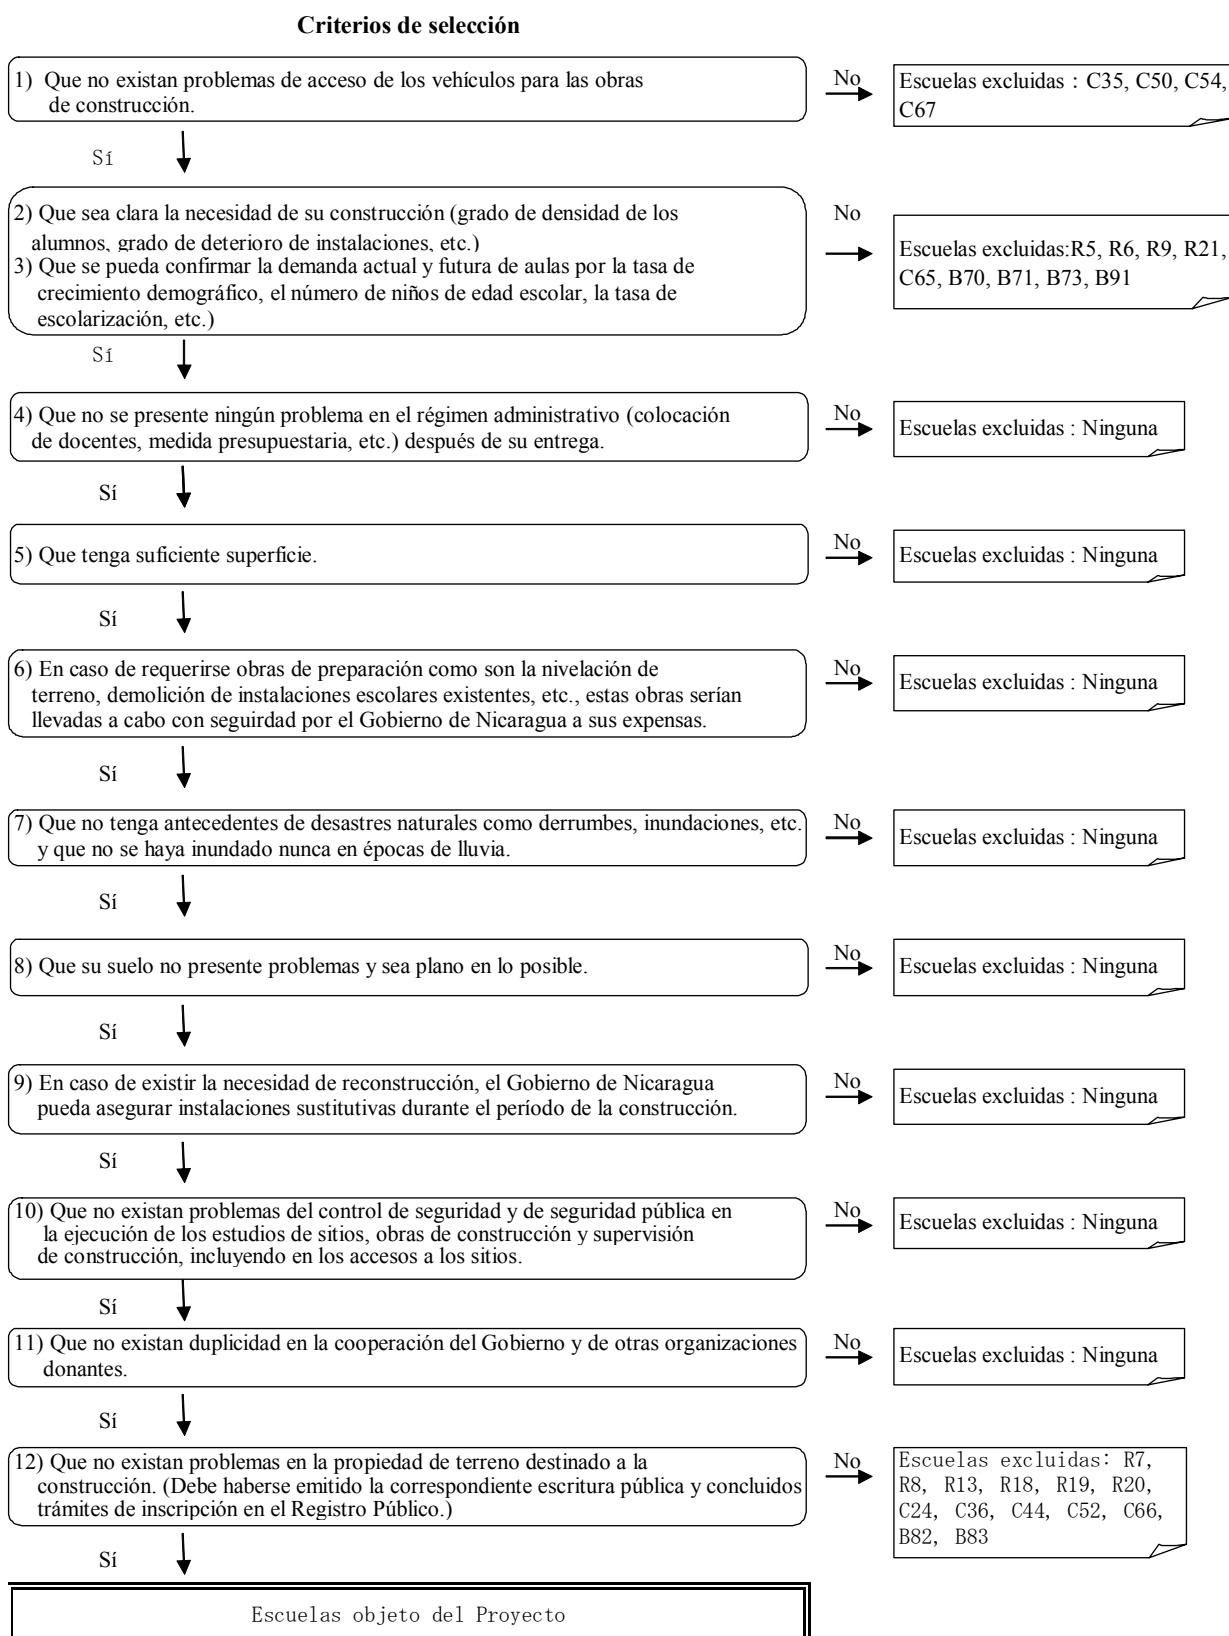 Criterios de selección
1) Que no existan problemas de acceso de los vehículos para las obras
de construcción.
No
Escuelas excluidas : C35, C50, C54,
C67
Sí
2) Que sea clara la necesidad de su construcción (grado de densidad de los
alumnos, grado de deterioro de instalaciones, etc.)
3) Que se pueda confirmar la demanda actual y futura de aulas por la tasa de
crecimiento demográfico, el número de niños de edad escolar, la tasa de
escolarización, etc.)
No
Escuelas excluidas:R5, R6, R9, R21,
C65, B70, B71, B73, B91
Sí
4) Que no se presente ningún problema en el régimen administrativo (colocación
de docentes, medida presupuestaria, etc.) después de su entrega.
No
Escuelas excluidas : Ninguna
Sí
5) Que tenga suficiente superficie.
No
Escuelas excluidas : Ninguna
Sí
6) En caso de requerirse obras de preparación como son la nivelación de
terreno, demolición de instalaciones escolares existentes, etc., estas obras serían
llevadas a cabo con seguirdad por el Gobierno de Nicaragua a sus expensas.
No
Escuelas excluidas : Ninguna
Sí
7) Que no tenga antecedentes de desastres naturales como derrumbes, inundaciones, etc.
y que no se haya inundado nunca en épocas de lluvia.
No
Escuelas excluidas : Ninguna
Sí
8) Que su suelo no presente problemas y sea plano en lo posible.
No
Escuelas excluidas : Ninguna
Sí
9) En caso de existir la necesidad de reconstrucción, el Gobierno de Nicaragua
pueda asegurar instalaciones sustitutivas durante el período de la construcción.
No
Escuelas excluidas : Ninguna
Sí
10) Que no existan problemas del control de seguridad y de seguridad pública en
la ejecución de los estudios de sitios, obras de construcción y supervisión
de construcción, incluyendo en los accesos a los sitios.
No
Escuelas excluidas : Ninguna
Sí
11) Que no existan duplicidad en la cooperación del Gobierno y de otras organizaciones
donantes.
No
Escuelas excluidas : Ninguna
Sí
12) Que no existan problemas en la propiedad de terreno destinado a la
construcción. (Debe haberse emitido la correspondiente escritura pública y concluidos
trámites de inscripción en el Registro Público.)
No
Escuelas excluidas: R7,
R8, R13, R18, R19, R20,
C24, C36, C44, C52, C66,
B82, B83
Sí
Escuelas objeto del Proyecto